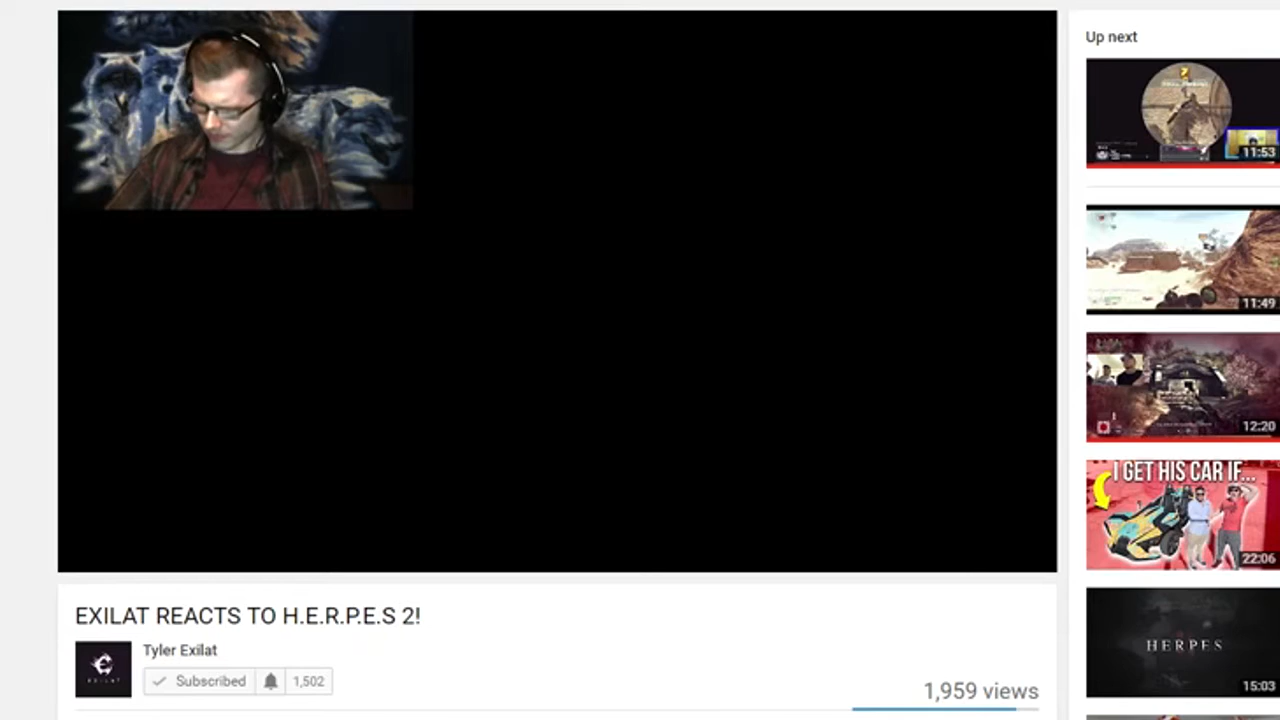 Up next
11:53
11:49
12:20
I GET HIS CAR IF...
22:06
HERPES
15:03
EXILAT REACTS TO H.E.R.P.E.S 2!
Tyler Exilat
EXILAT
Subscribed
1,502
1,959 views